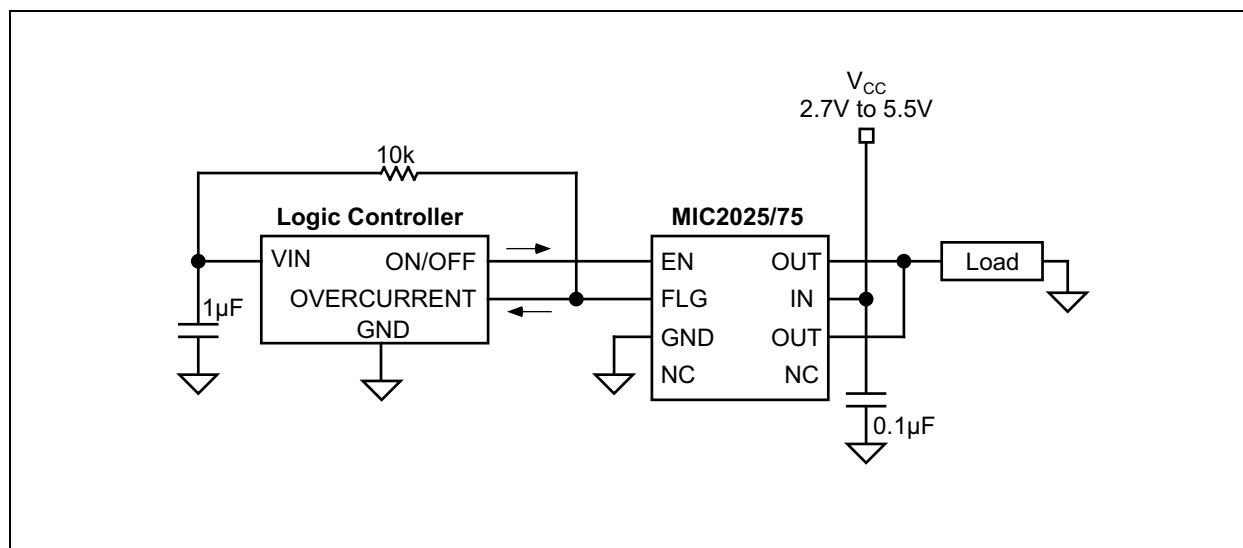 V_CC
2.7V to 5.5V
10k
Logic Controller
MIC2025/75
VIN
ON/OFF
OVERCURRENT
GND
1µF
EN
FLG
GND
NC
OUT
IN
OUT
NC
Load
0.1µF